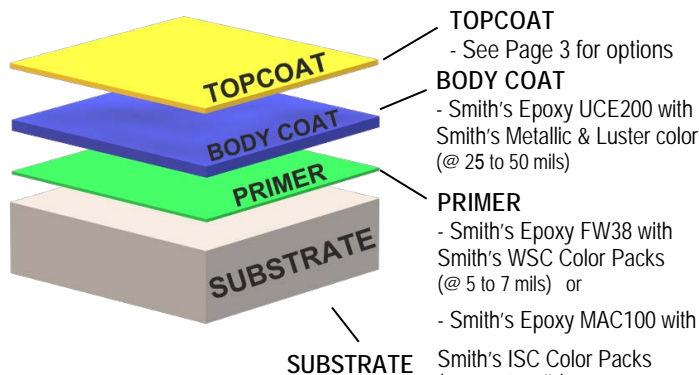 TOPCOAT
BODY COAT
PRIMER
SUBSTRATE
TOPCOAT
- See Page 3 for options
BODY COAT
- Smith's Epoxy UCE200 with
Smith's Metallic & Luster color
(@ 25 to 50 mils)
PRIMER
- Smith's Epoxy FW38 with
Smith's WSC Color Packs
(@ 5 to 7 mils) or
- Smith's Epoxy MAC100 with
Smith's ISC Color Packs
SUBSTRATE